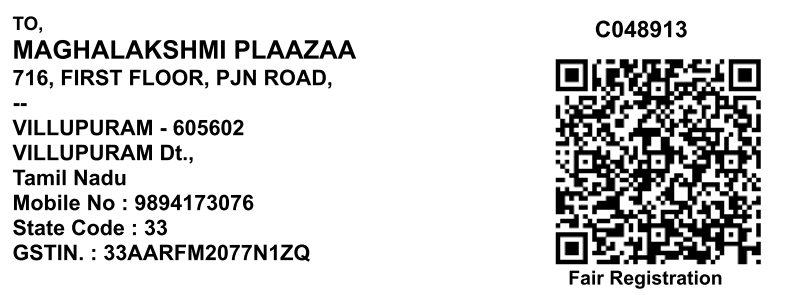 TO,
MAGHALAKSHMI PLAAZAA
716, FIRST FLOOR, PJN ROAD,
--
VILLUPURAM - 605602
VILLUPURAM Dt.,
Tamil Nadu
Mobile No : 9894173076
State Code : 33
GSTIN. : 33AARFM2077N1ZQ
C048913
Fair Registration